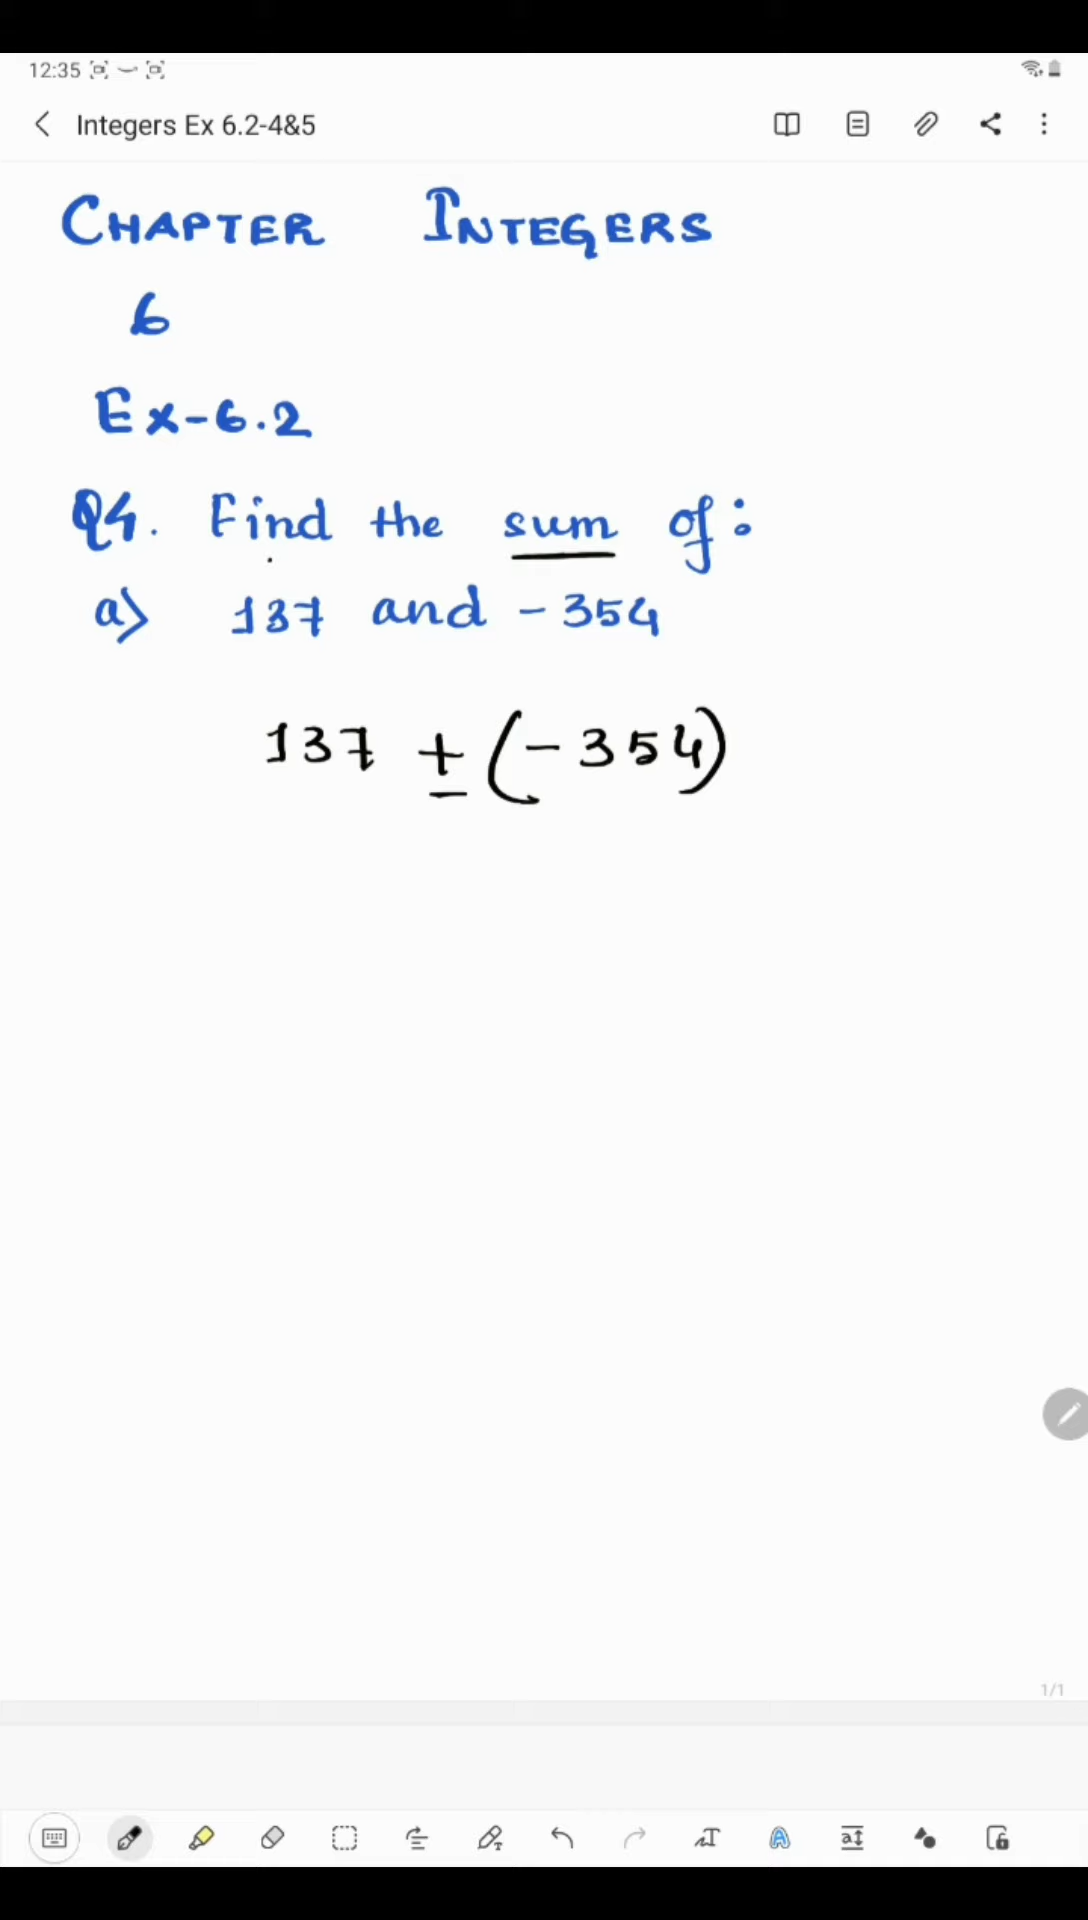 12:35
Integers Ex 6.2-4&5
CHAPTER INTEGERS
6
Ex-6.2
Q4. Find the sum of:
a) 137 and -354
137 + (-354)
1/1